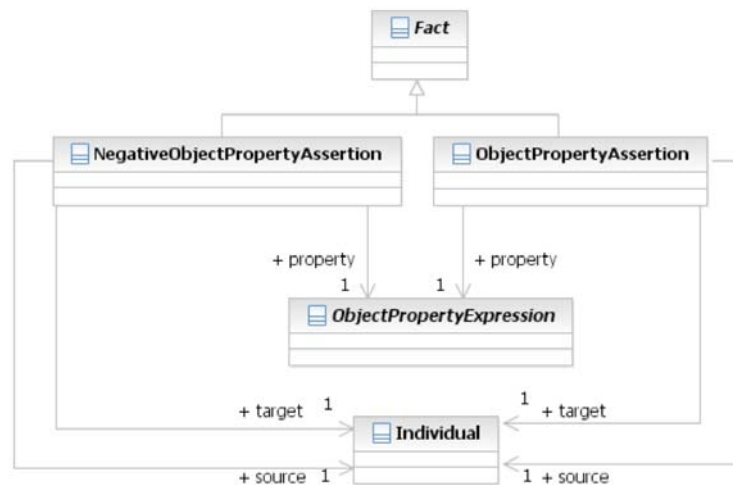 Fact
NegativeObjectPropertyAssertion
ObjectPropertyAssertion
+ property
+ property
1
1
ObjectPropertyExpression
+ target
1
1
+ target
Individual
+ source
1
1
+ source